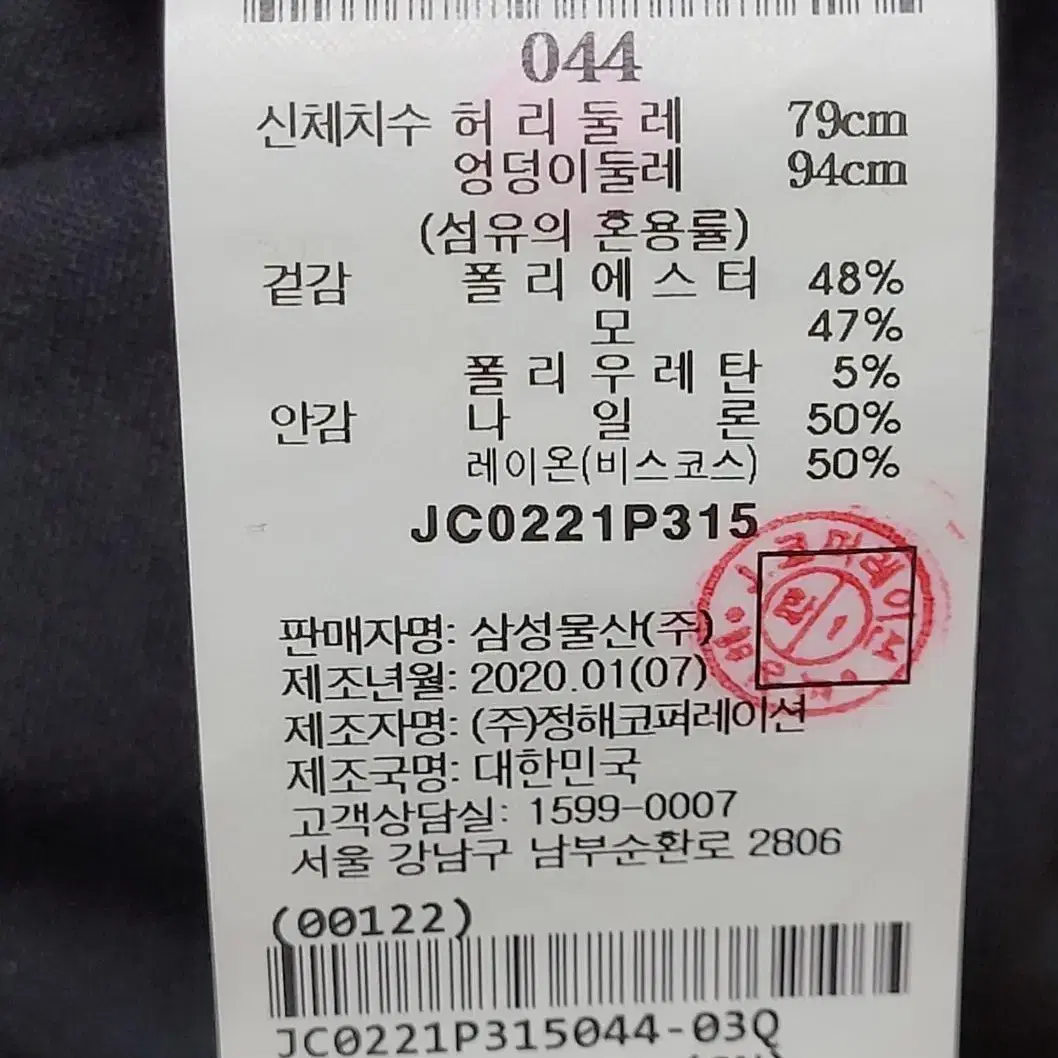 044
신체치수 허 리 둘 레 79cm
엉덩이둘레 94cm
(섬유의 혼용률)
겉감 폴 리 에 스 터 48%
모 47%
폴 리 우 레 탄 5%
안감 나 일 론 50%
레이온(비스코스) 50%
JC0221P315
판매자명: 삼성물산(주)
제조년월: 2020.01(07)
제조자명: (주)정해코퍼레이션
제조국명: 대한민국
고객상담실: 1599-0007
서울 강남구 남부순환로 2806
(00122)
JC0221P315044-03Q